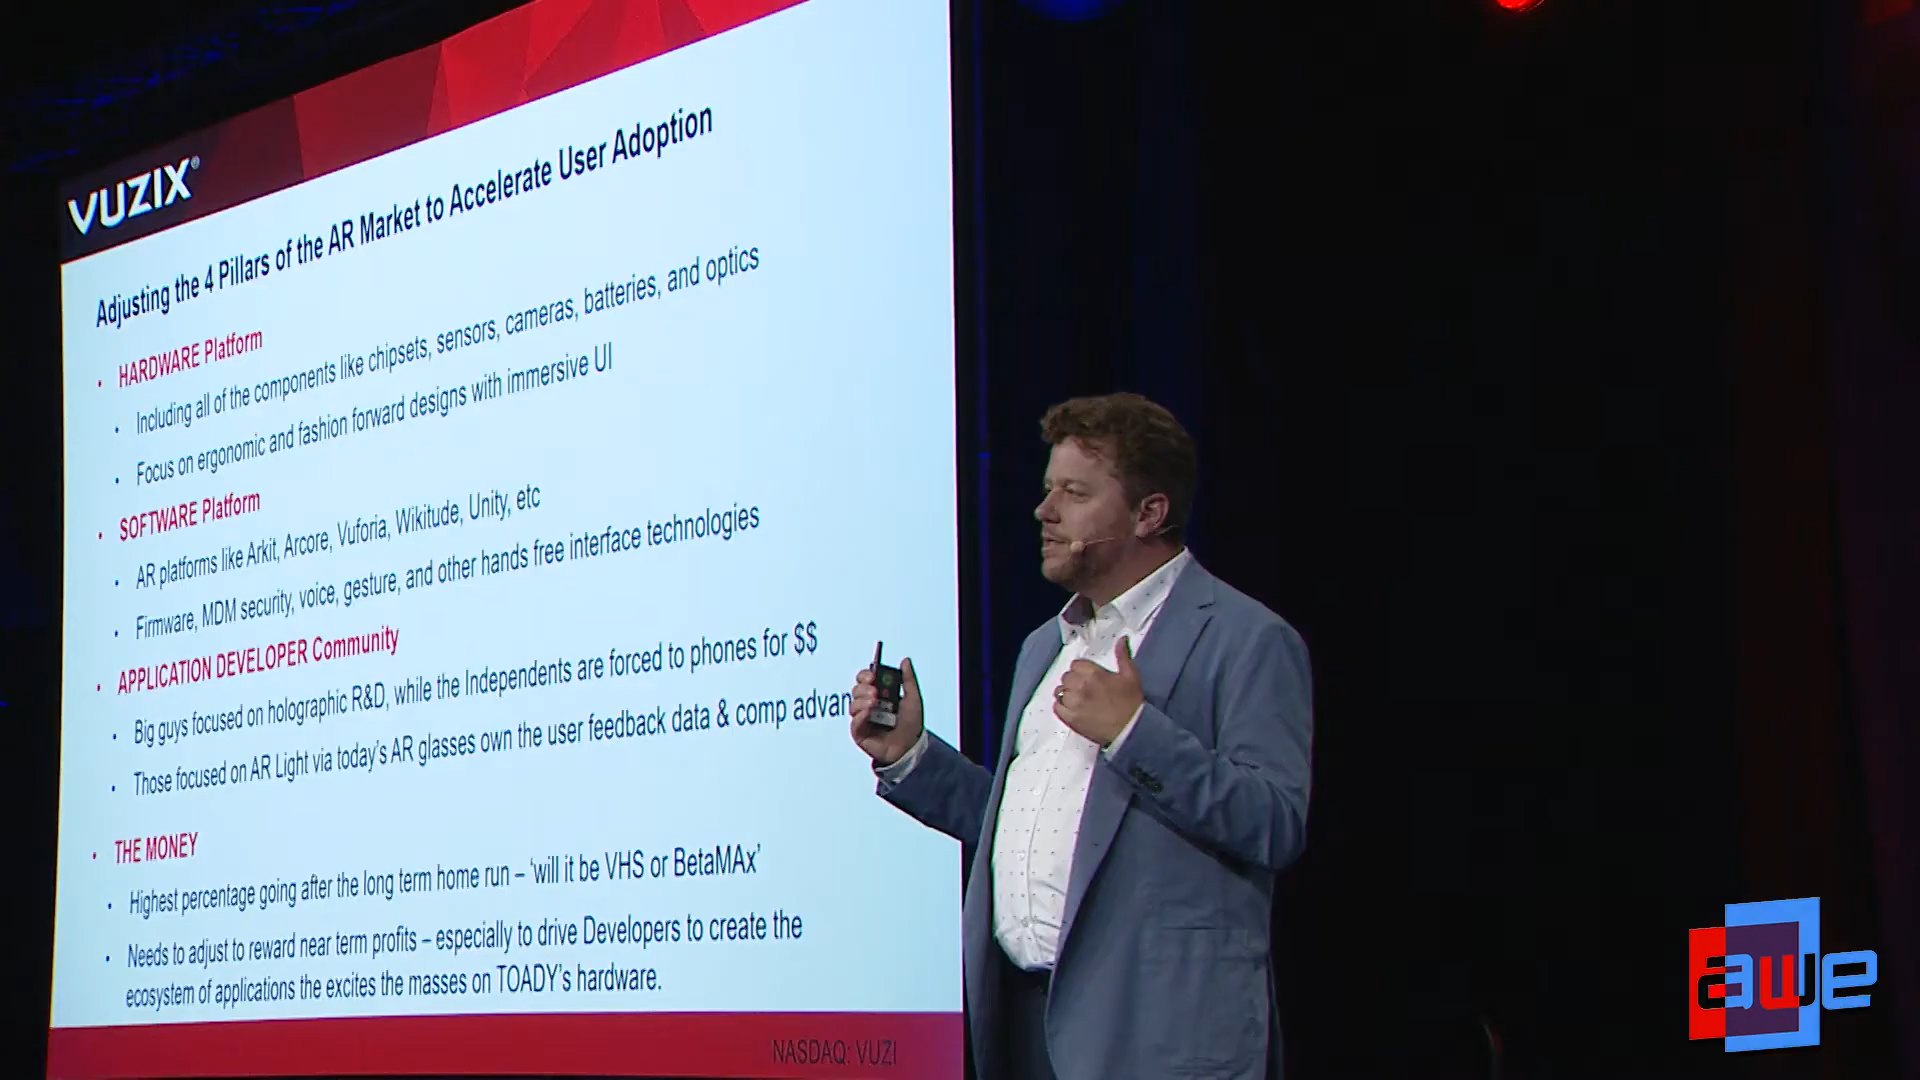 VUZIX®
Adjusting the 4 Pillars of the AR Market to Accelerate User Adoption
• HARDWARE Platform
• Including all of the components like chipsets, sensors, cameras, batteries, and optics
• Focus on ergonomic and fashion forward designs with immersive UI
• SOFTWARE Platform
• AR platforms like Arkit, Arcore, Vuforia, Wikitude, Unity, etc
• Firmware, MDM security, voice, gesture, and other hands free interface technologies
• APPLICATION DEVELOPER Community
• Big guys focused on holographic R&D, while the Independents are forced to phones for $$
• Those focused on AR Light via today's AR glasses own the user feedback data & comp advan
• THE MONEY
• Highest percentage going after the long term home run – 'will it be VHS or BetaMAx'
• Needs to adjust to reward near term profits – especially to drive Developers to create the
ecosystem of applications the excites the masses on TOADY's hardware.
NASDAQ: VUZI
awe